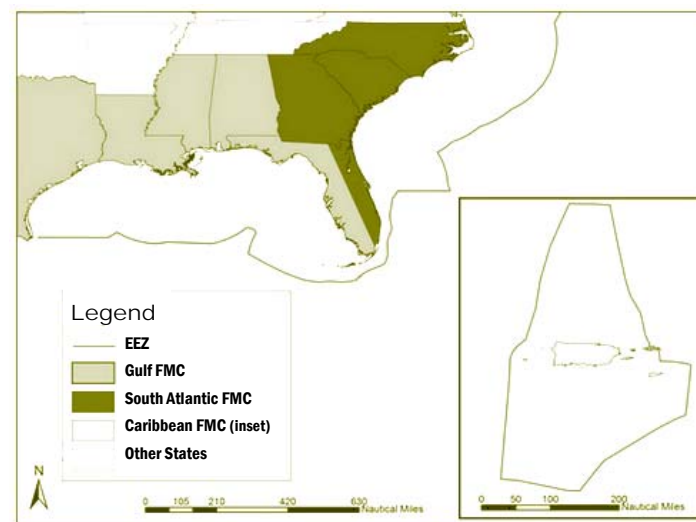 Legend
EEZ
Gulf FMC
South Atlantic FMC
Caribbean FMC (inset)
Other States
N
0 105 210 420 630
Nautical Miles
0 50 100 200
Nautical Miles